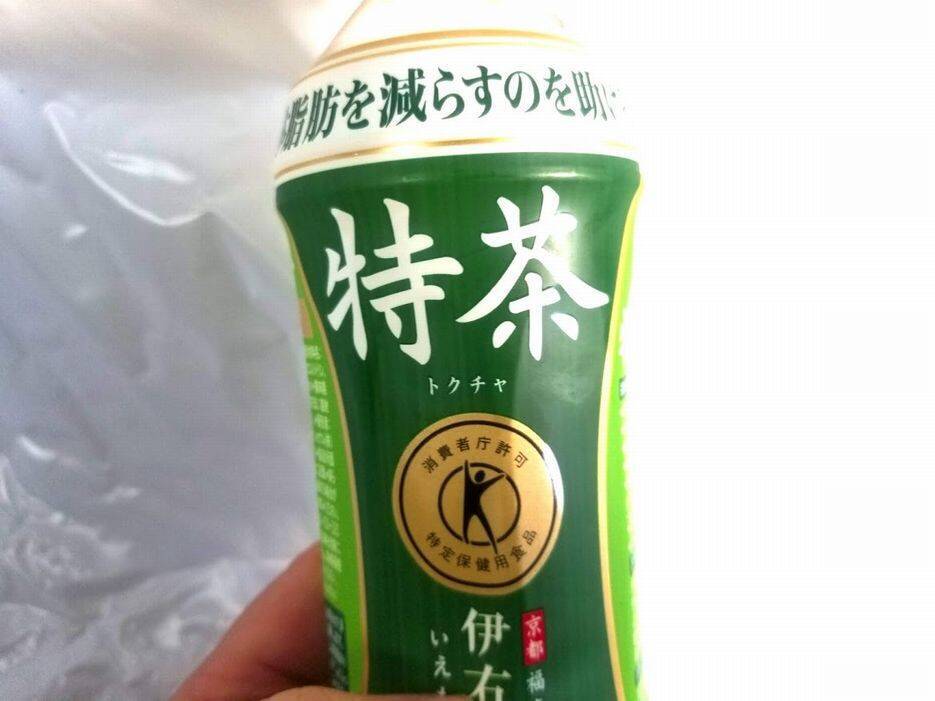 脂肪を減らすのを助
特茶
トクチャ
消費者庁許可
特定保健用食品
京都
福
伊右
いえ